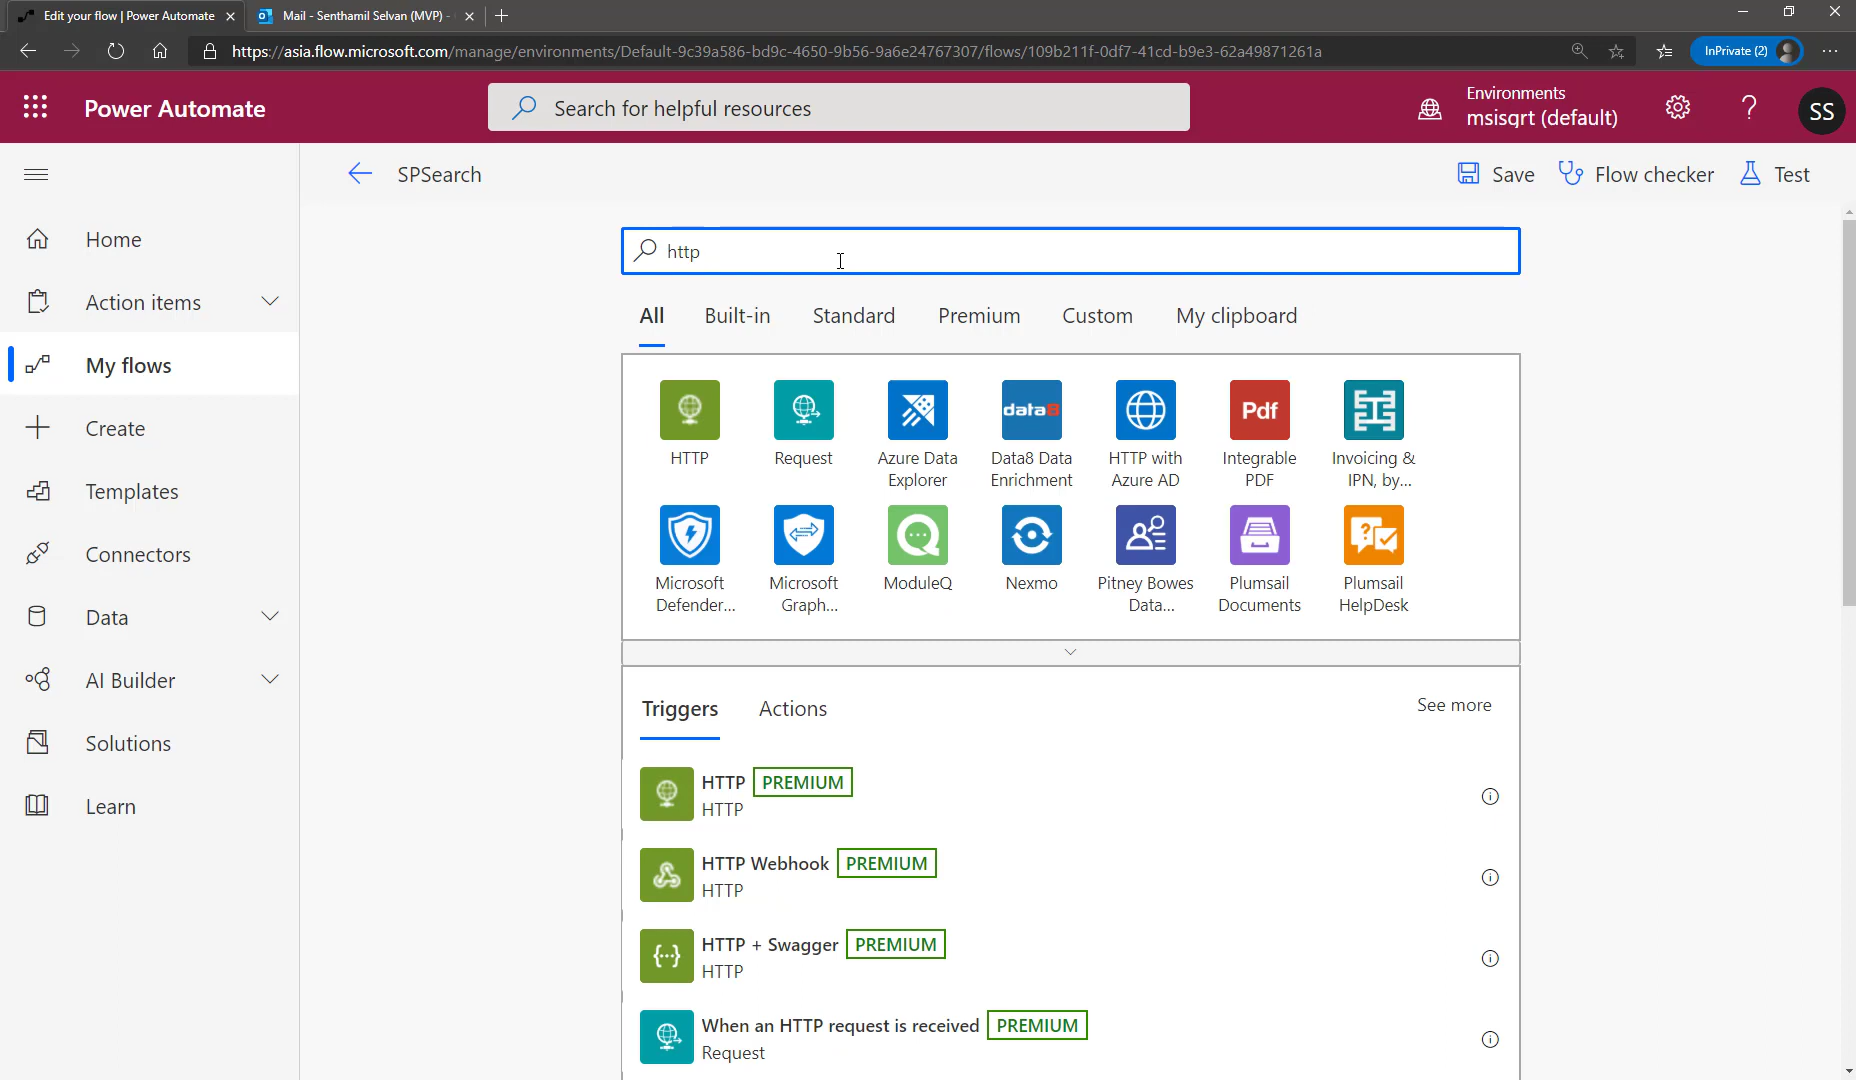 Edit your flow | Power Automate
Mail - Senthamil Selvan (MVP) -
https://asia.flow.microsoft.com/manage/environments/Default-9c39a586-bd9c-4650-9b56-9a6e24767307/flows/109b211f-0df7-41cd-b9e3-62a49871261a
InPrivate (2)
Power Automate
Search for helpful resources
Environments
msisqrt (default)
SS
SPSearch
Save
Flow checker
Test
Home
Action items
My flows
Create
Templates
Connectors
Data
AI Builder
Solutions
Learn
http
All
Built-in
Standard
Premium
Custom
My clipboard
data8
Pdf
HTTP
Request
Azure Data
Explorer
Data8 Data
Enrichment
HTTP with
Azure AD
Integrable
PDF
Invoicing &
IPN, by...
Microsoft
Defender...
Microsoft
Graph...
ModuleQ
Nexmo
Pitney Bowes
Data...
Plumsail
Documents
Plumsail
HelpDesk
Triggers
Actions
See more
HTTP PREMIUM
HTTP
HTTP Webhook PREMIUM
HTTP
HTTP + Swagger PREMIUM
HTTP
When an HTTP request is received PREMIUM
Request